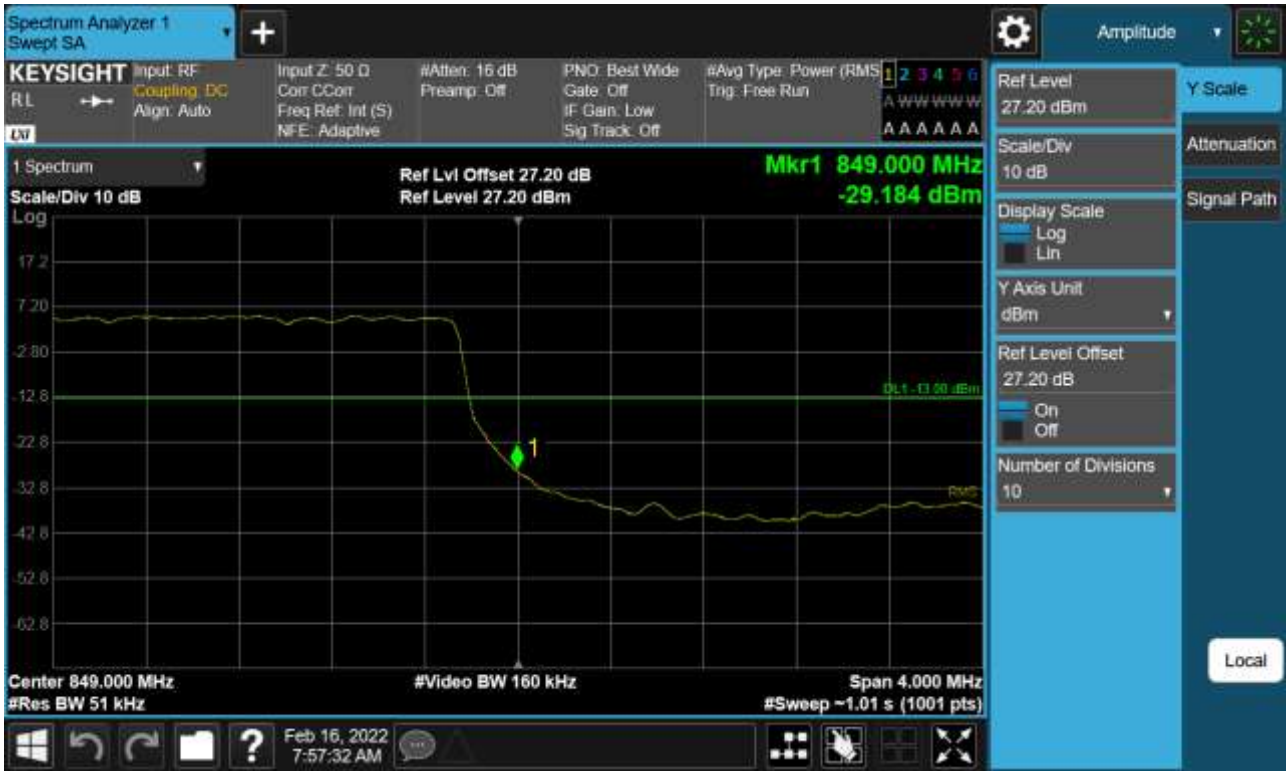 Spectrum Analyzer 1
Swept SA
+
Amplitude
KEYSIGHT
RL
LXI
Input: RF
Coupling: DC
Align: Auto
Input Z: 50 Ω
Corr CCorr
Freq Ref: Int (S)
NFE: Adaptive
#Atten: 16 dB
Preamp: Off
PNO: Best Wide
Gate: Off
IF Gain: Low
Sig Track: Off
#Avg Type: Power (RMS
Trig: Free Run
1 2 3 4 5 6
A W W W W W
A A A A A A
1 Spectrum
Scale/Div 10 dB
Ref Lvl Offset 27.20 dB
Ref Level 27.20 dBm
Mkr1 849.000 MHz
-29.184 dBm
Log
17.2
7.20
-2.80
-12.8
-22.8
-32.8
-42.8
-52.8
-62.8
DL1 -13.00 dBm
1
RMS
Center 849.000 MHz
#Res BW 51 kHz
#Video BW 160 kHz
Span 4.000 MHz
#Sweep ~1.01 s (1001 pts)
Ref Level
27.20 dBm
Scale/Div
10 dB
Display Scale
Log
Lin
Y Axis Unit
dBm
Ref Level Offset
27.20 dB
On
Off
Number of Divisions
10
Y Scale
Attenuation
Signal Path
Local
?
Feb 16, 2022
7:57:32 AM